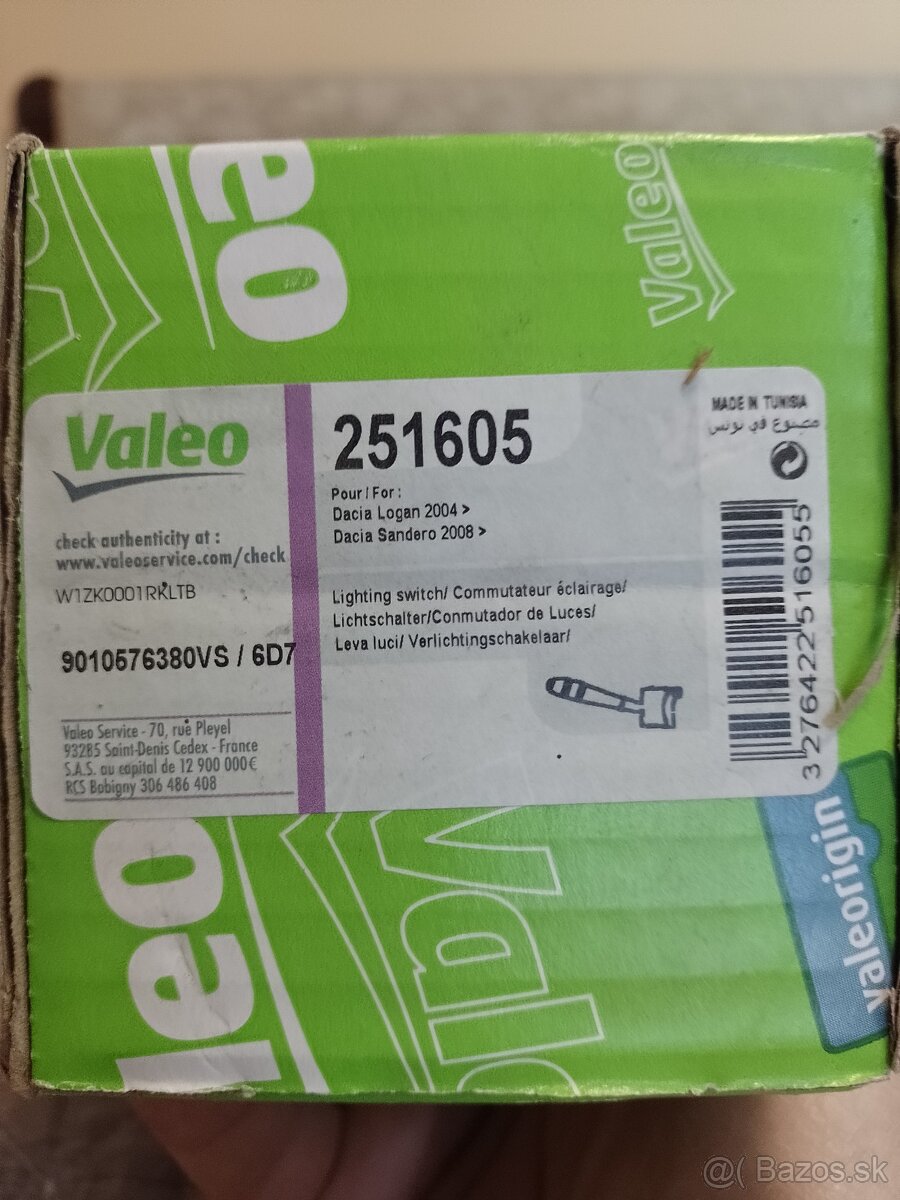 eo
Valeo
Valeo
check authenticity at :
www.valeoservice.com/check
W1ZK0001RKLTB
9010576380VS / 6D7
Valeo Service - 70, rue Pleyel
93285 Saint-Denis Cedex - France
S.A.S. au capital de 12 900 000€
RCS Bobigny 306 486 408
251605
Pour / For :
Dacia Logan 2004 >
Dacia Sandero 2008 >
Lighting switch/ Commutateur éclairage/
Lichtschalter/Conmutador de Luces/
Leva luci/ Verlichtingschakelaar/
MADE IN TUNISIA
مصنوع في تونس
3 276422 516055
leo
Vale
valeorigin
@( Bazos.sk